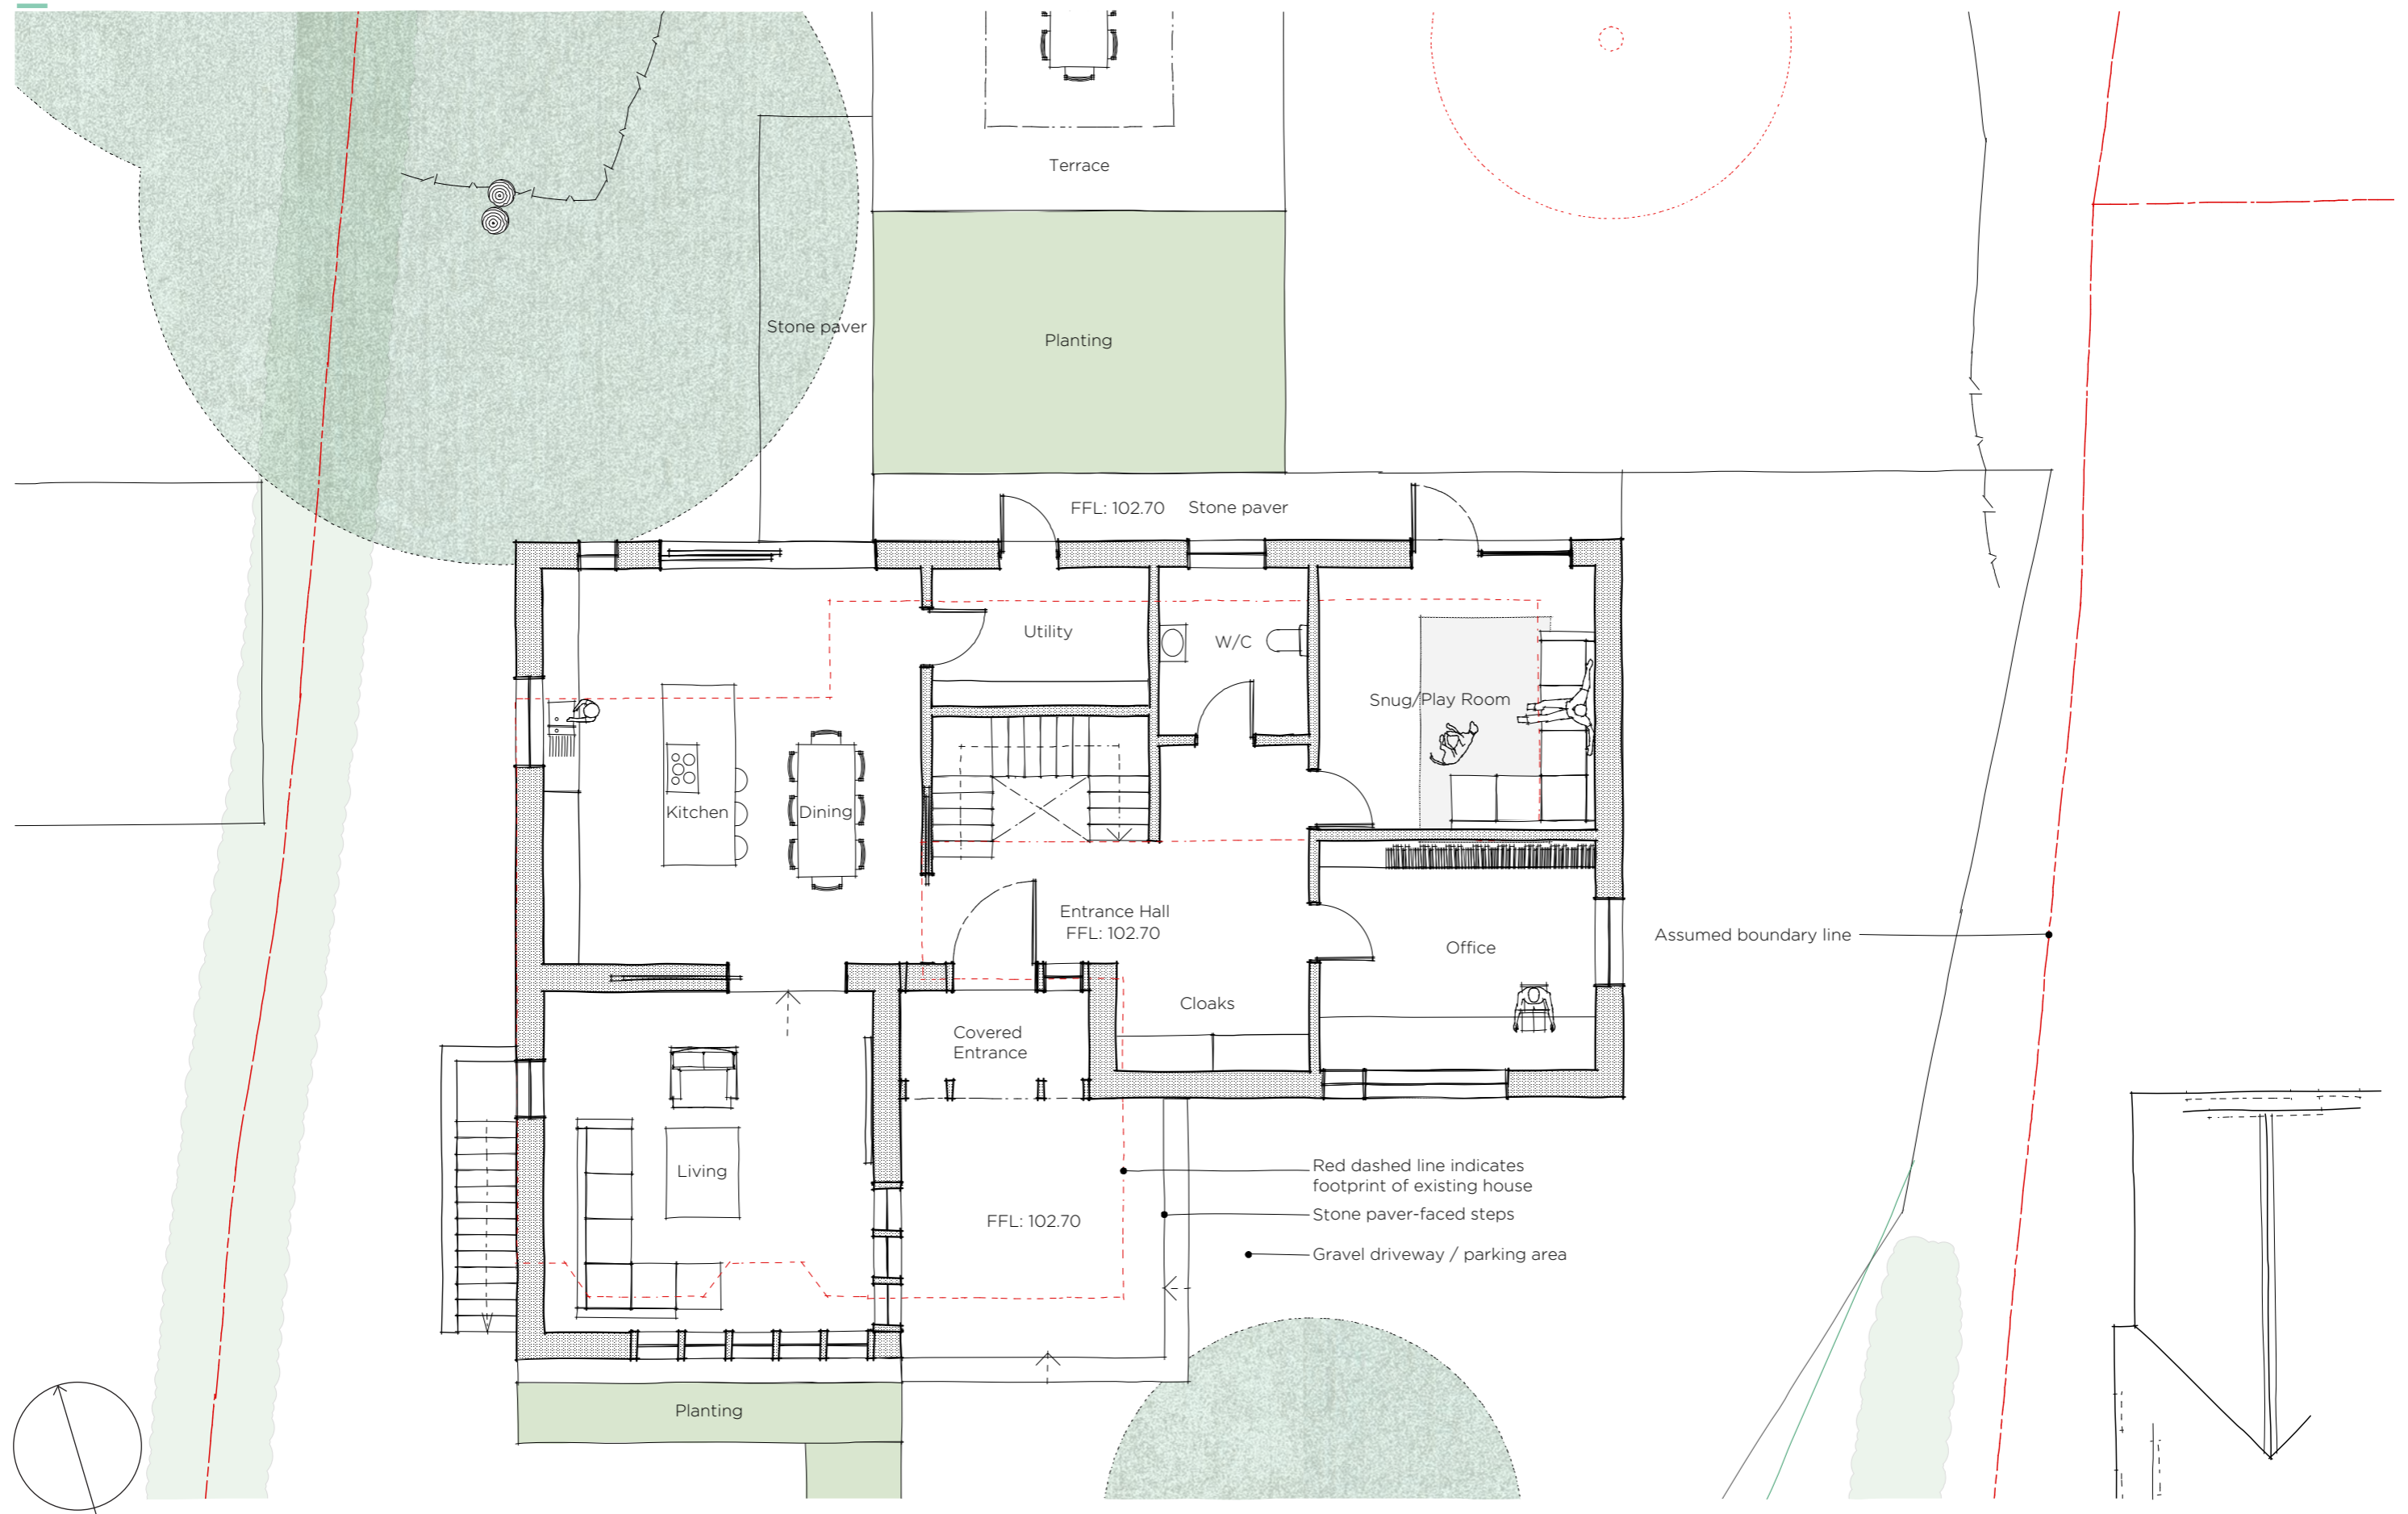 Terrace
Stone paver
Planting
FFL: 102.70
Stone paver
Utility
W/C
Snug/Play Room
Kitchen
Dining
Entrance Hall
FFL: 102.70
Office
Assumed boundary line
Cloaks
Covered
Entrance
Living
Red dashed line indicates
footprint of existing house
Stone paver-faced steps
FFL: 102.70
Gravel driveway / parking area
Planting